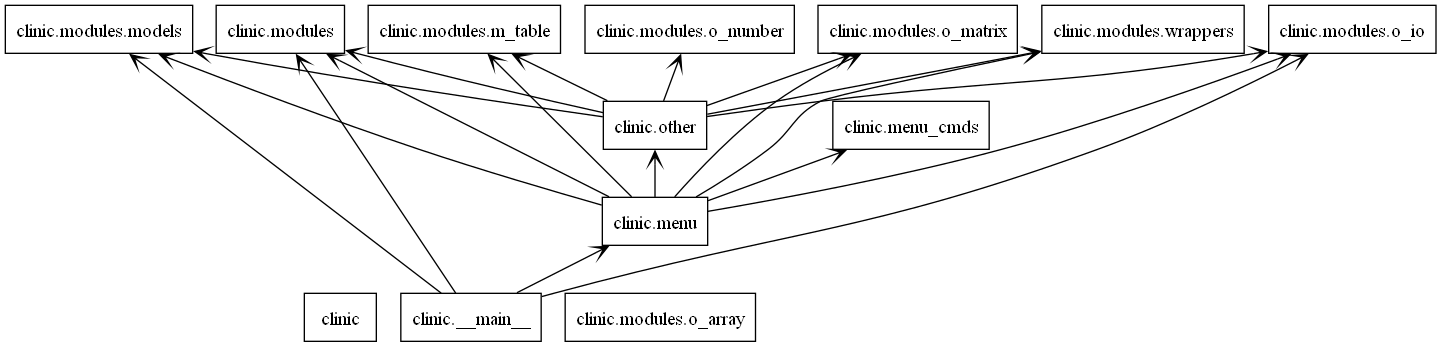 clinic.modules.models
clinic.modules
clinic.modules.m_table
clinic.modules.o_number
clinic.modules.o_matrix
clinic.modules.wrappers
clinic.modules.o_io
clinic.other
clinic.menu_cmds
clinic.menu
clinic
clinic.__main__
clinic.modules.o_array